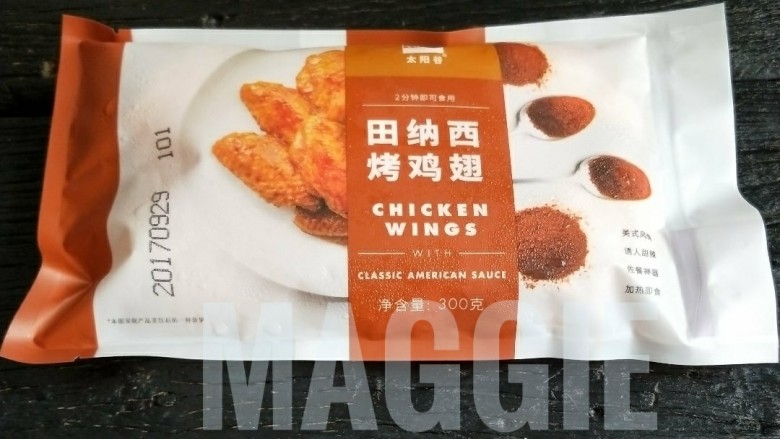 太阳谷
2分钟即可食用
田纳西
烤鸡翅
CHICKEN
WINGS
WITH
CLASSIC AMERICAN SAUCE
净含量: 300克
20170929 101
美式风味
诱人甜辣
佐餐神器
加热即食
MAGGIE